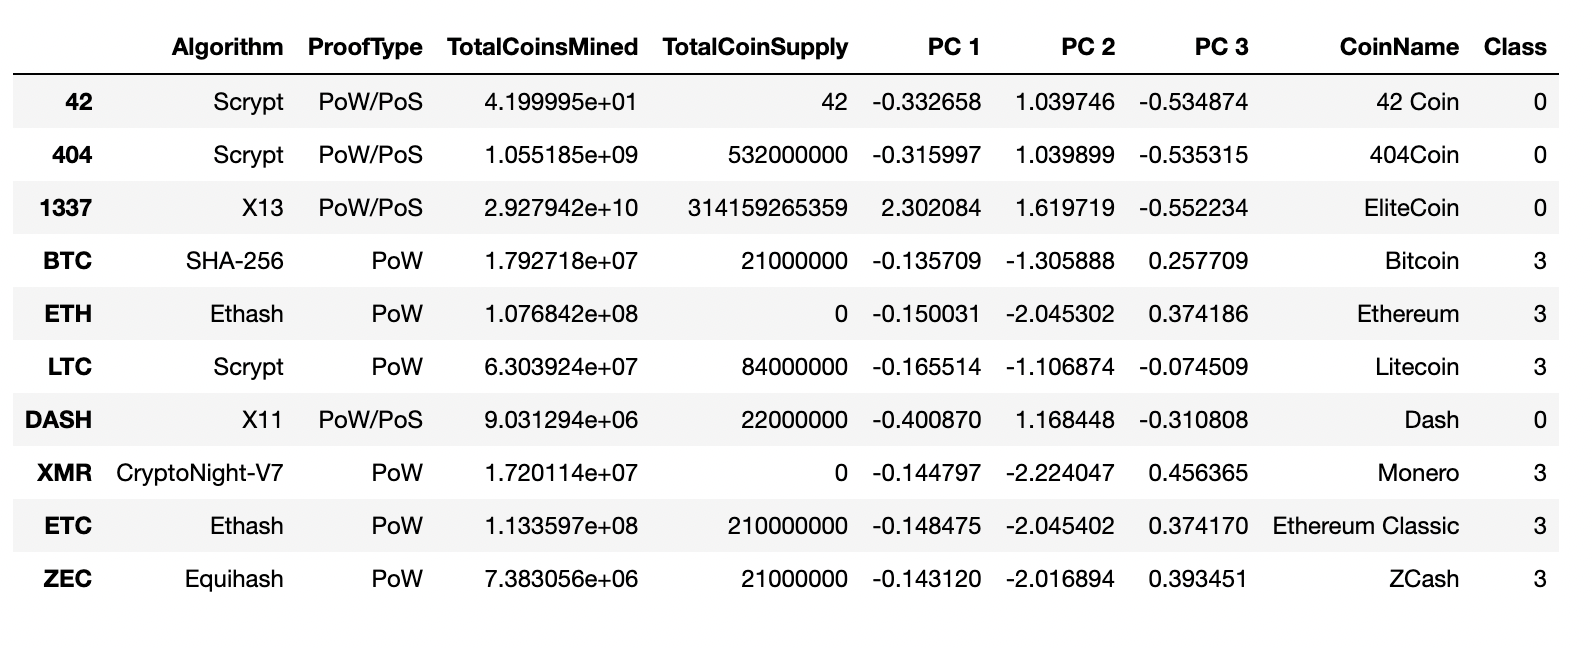 Algorithm ProofType TotalCoinsMined TotalCoinSupply PC 1 PC 2 PC 3 CoinName Class
42 Scrypt PoW/PoS 4.199995e+01 42 -0.332658 1.039746 -0.534874 42 Coin 0
404 Scrypt PoW/PoS 1.055185e+09 532000000 -0.315997 1.039899 -0.535315 404Coin 0
1337 X13 PoW/PoS 2.927942e+10 314159265359 2.302084 1.619719 -0.552234 EliteCoin 0
BTC SHA-256 PoW 1.792718e+07 21000000 -0.135709 -1.305888 0.257709 Bitcoin 3
ETH Ethash PoW 1.076842e+08 0 -0.150031 -2.045302 0.374186 Ethereum 3
LTC Scrypt PoW 6.303924e+07 84000000 -0.165514 -1.106874 -0.074509 Litecoin 3
DASH X11 PoW/PoS 9.031294e+06 22000000 -0.400870 1.168448 -0.310808 Dash 0
XMR CryptoNight-V7 PoW 1.720114e+07 0 -0.144797 -2.224047 0.456365 Monero 3
ETC Ethash PoW 1.133597e+08 210000000 -0.148475 -2.045402 0.374170 Ethereum Classic 3
ZEC Equihash PoW 7.383056e+06 21000000 -0.143120 -2.016894 0.393451 ZCash 3